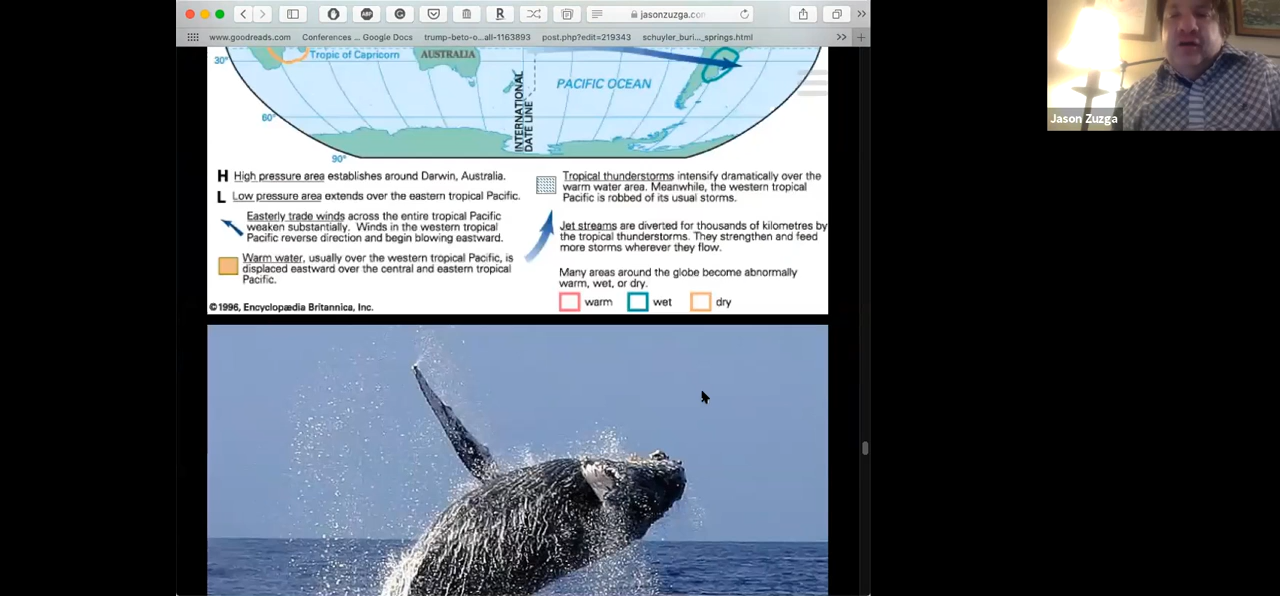 jasonzuzga.con
www.goodreads.com Conferences ... Google Docs trump-beto-o...all-1163893 post.php?edit=219343 schuyler_buri..._springs.html
30°
Tropic of Capricorn
AUSTRALIA
PACIFIC OCEAN
INTERNATIONAL
DATE LINE
60°
90°
H High pressure area establishes around Darwin, Australia.
L Low pressure area extends over the eastern tropical Pacific.
Easterly trade winds across the entire tropical Pacific
weaken substantially. Winds in the western tropical
Pacific reverse direction and begin blowing eastward.
Warm water, usually over the western tropical Pacific, is
displaced eastward over the central and eastern tropical
Pacific.
©1996, Encyclopædia Britannica, Inc.
Tropical thunderstorms intensify dramatically over the
warm water area. Meanwhile, the western tropical
Pacific is robbed of its usual storms.
Jet streams are diverted for thousands of kilometres by
the tropical thunderstorms. They strengthen and feed
more storms wherever they flow.
Many areas around the globe become abnormally
warm, wet, or dry.
warm wet dry
Jason Zuzga